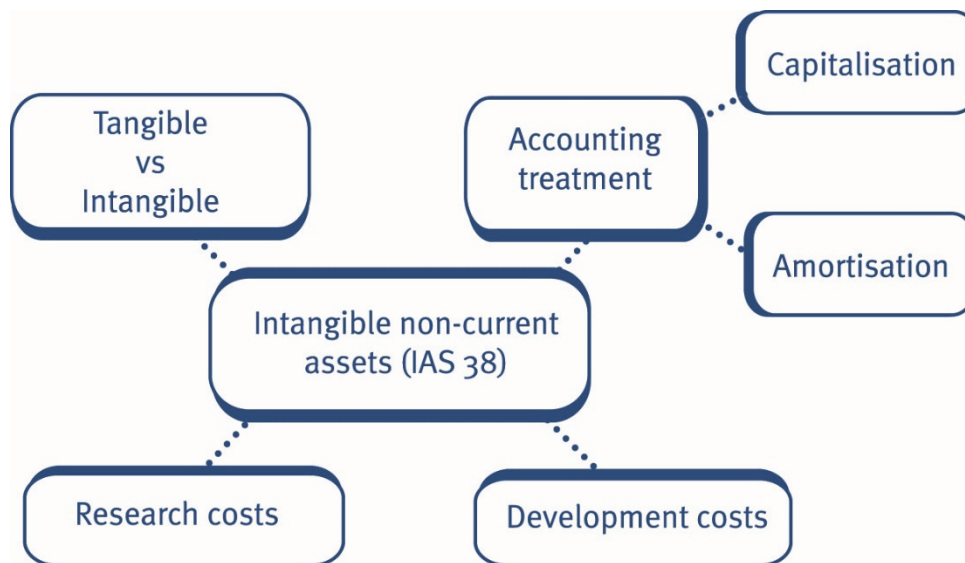 Capitalisation
Tangible
vs
Intangible
Accounting
treatment
Amortisation
Intangible non-current
assets (IAS 38)
Research costs
Development costs